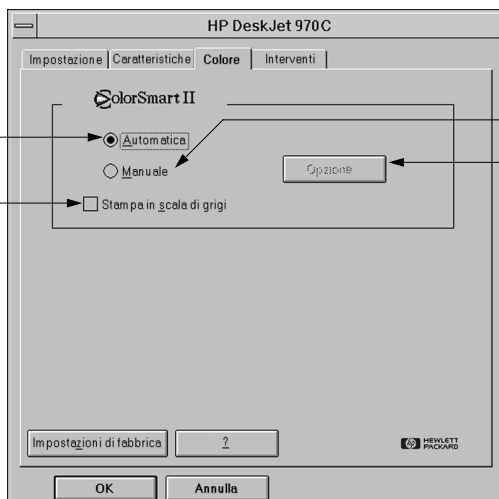 HP DeskJet 970C
Impostazione Caratteristiche Colore Interventi
ColorSmart II
Automatica
Manuale
Opzione
Stampa in scala di grigi
Impostazioni di fabbrica ? HEWLETT
PACKARD
OK Annulla